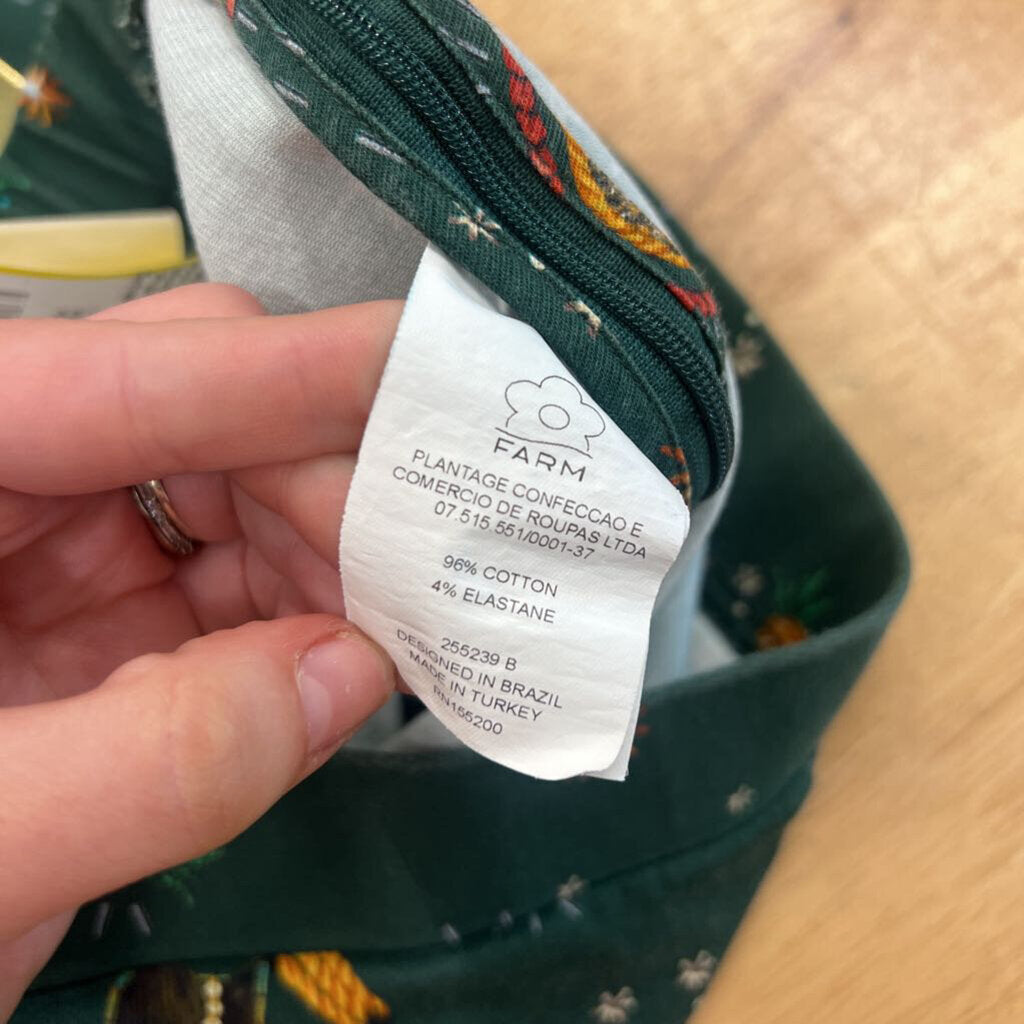 FARM
PLANTAGE CONFECCAO E
COMERCIO DE ROUPAS LTDA
07.515.551/0001-37
96% COTTON
4% ELASTANE
255239 B
DESIGNED IN BRAZIL
MADE IN TURKEY
RN155200